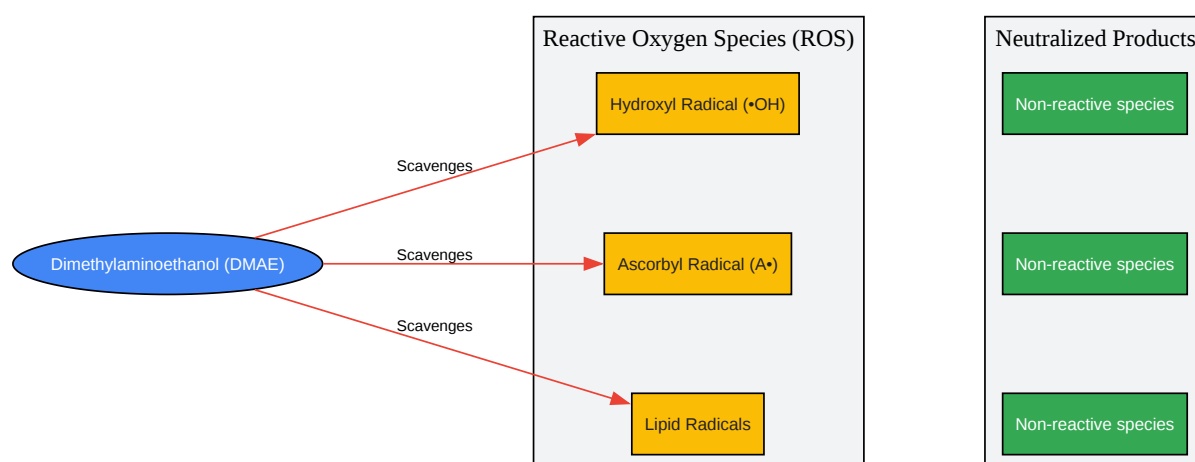 Reactive Oxygen Species (ROS)
Neutralized Products
Hydroxyl Radical (•OH)
Non-reactive species
Scavenges
Dimethylaminoethanol (DMAE)
Scavenges
Ascorbyl Radical (A•)
Non-reactive species
Scavenges
Lipid Radicals
Non-reactive species